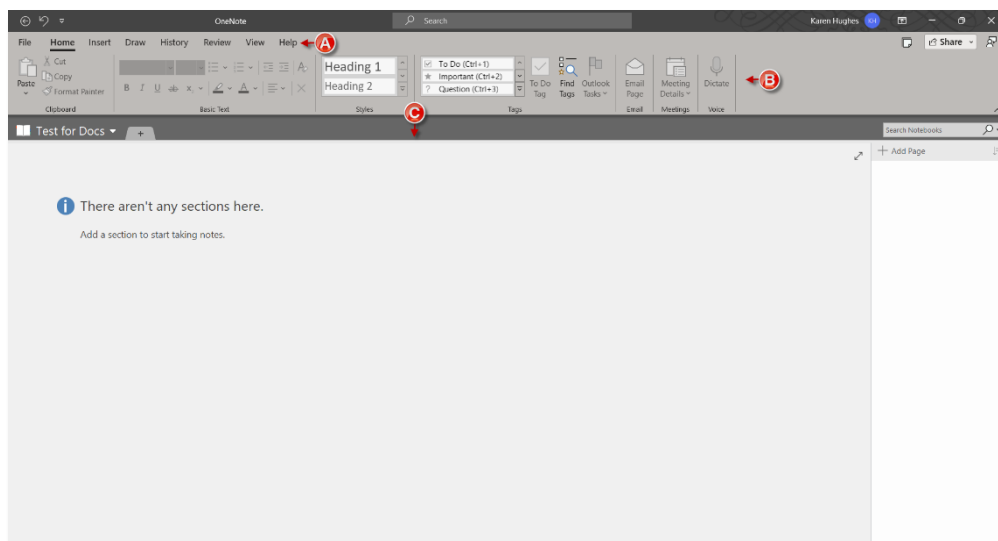 OneNote
Search
Karen Hughes KH
File Home Insert Draw History Review View Help A
Share
Paste
Cut
Copy
Format Painter
Clipboard
B I U ab x
A
Basic Text
Heading 1
Heading 2
Styles
To Do (Ctrl+1)
Important (Ctrl+2)
? Question (Ctrl+3)
To Do
Tag
Find
Tags
Outlook
Tasks
Tags
Email
Page
Email
Meeting
Details
Meetings
Dictate
Voice
B
C
Test for Docs +
Search Notebooks
+ Add Page
i There aren't any sections here.
Add a section to start taking notes.